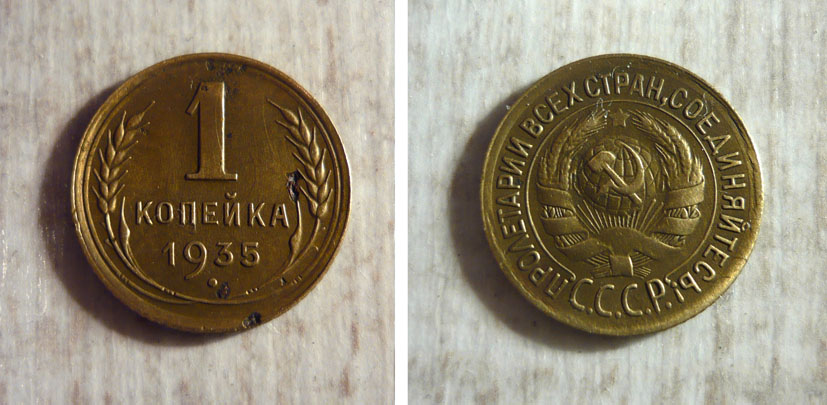 1
КОПЕЙКА
1935
ПРОЛЕТАРИИ ВСЕХ СТРАН, СОЕДИНЯЙТЕСЬ!
С.С.С.Р.